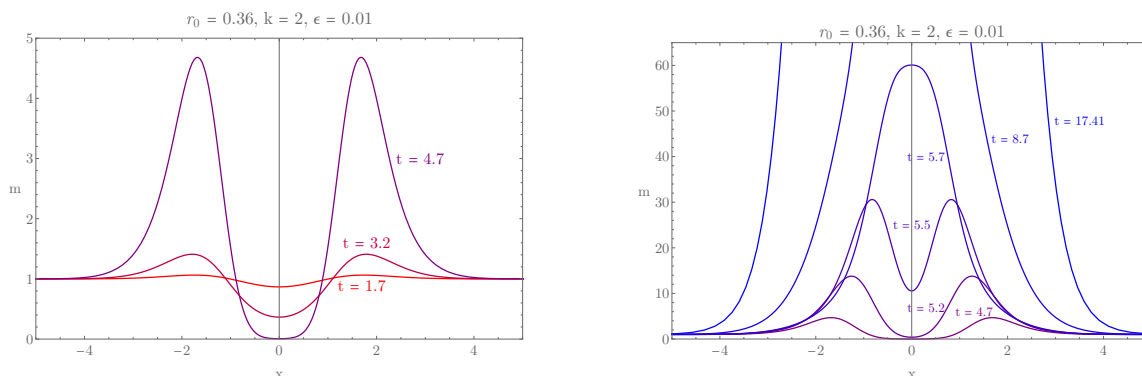 r₀ = 0.36, k = 2, ϵ = 0.01
5
4
3
2
1
0
m
t = 4.7
t = 3.2
t = 1.7
−4
−2
0
2
4
x
r₀ = 0.36, k = 2, ϵ = 0.01
60
50
40
30
20
10
0
m
t = 17.41
t = 8.7
t = 5.7
t = 5.5
t = 5.2
t = 4.7
−4
−2
0
2
4
x